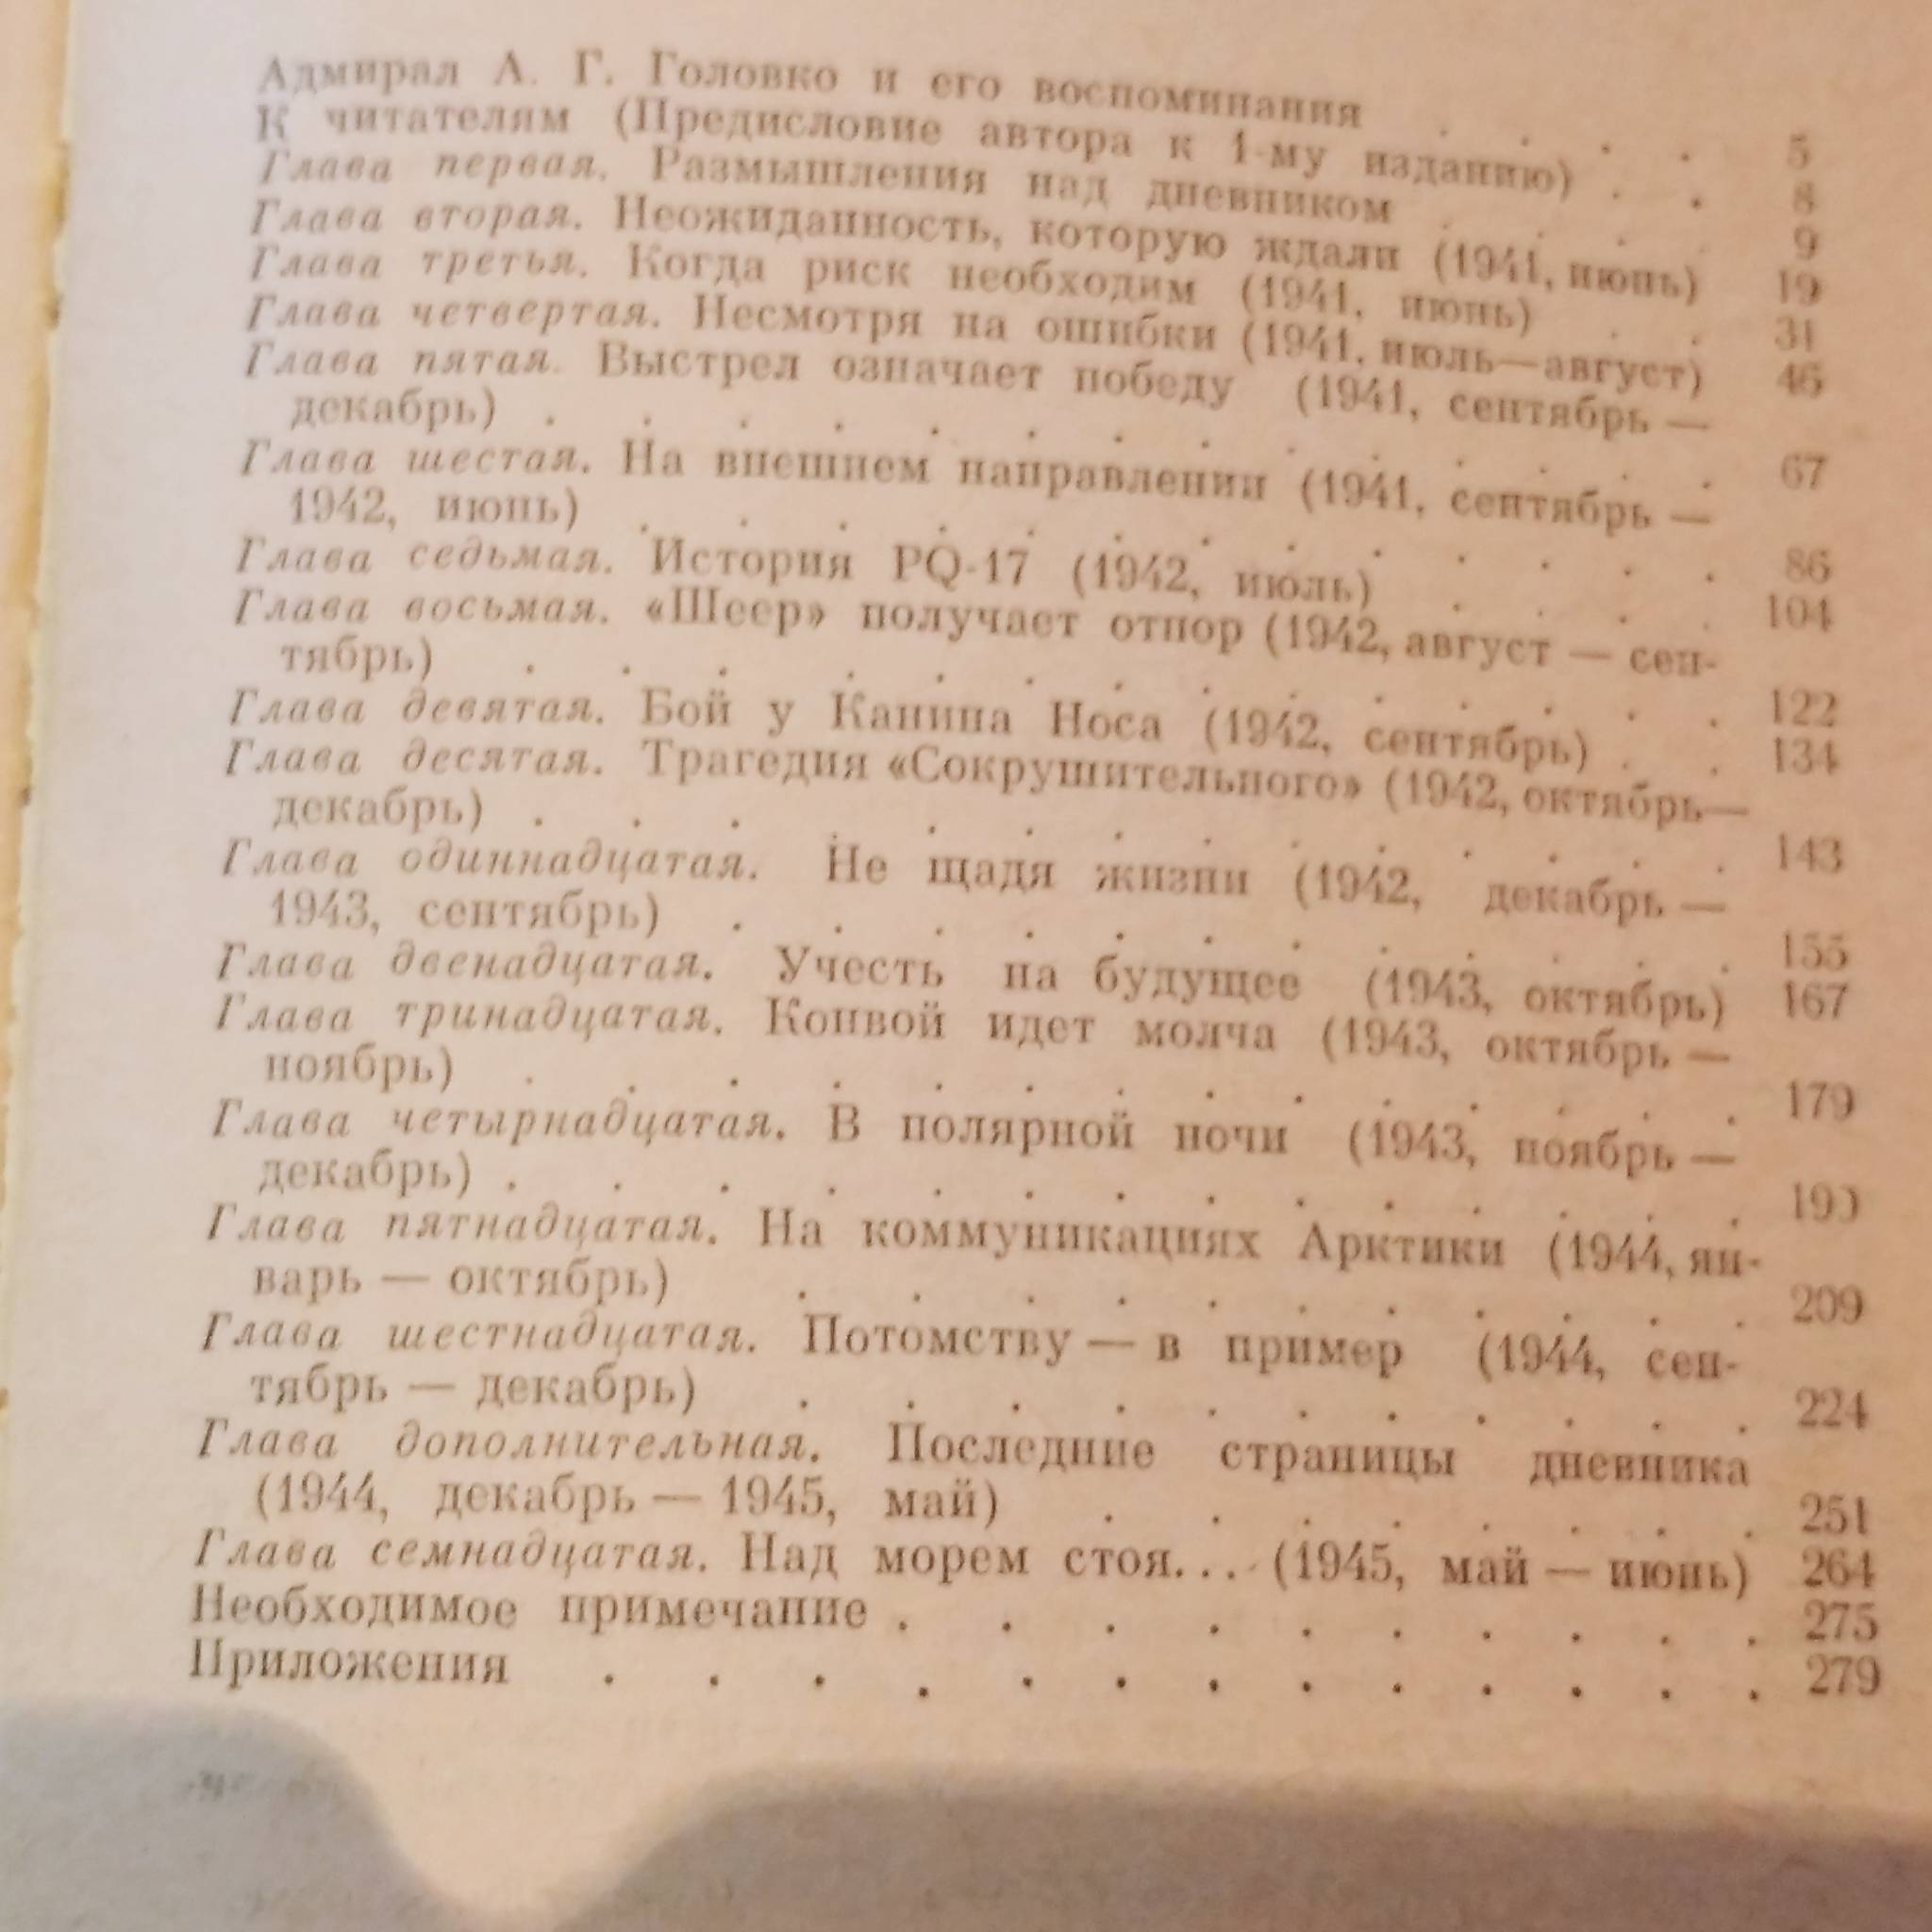 Адмирал А. Г. Головко и его воспоминания . . . . 5
К читателям (Предисловие автора к 1-му изданию) . . 8
Глава первая. Размышления над дневником . . . . 9
Глава вторая. Неожиданность, которую ждали (1941, июнь) 19
Глава третья. Когда риск необходим (1941, июнь) . . 31
Глава четвертая. Несмотря на ошибки (1941, июль—август) 46
Глава пятая. Выстрел означает победу (1941, сентябрь —
декабрь) . . . . . . . . . . . . . 67
Глава шестая. На внешнем направлении (1941, сентябрь —
1942, июнь) . . . . . . . . . . . . 86
Глава седьмая. История PQ-17 (1942, июль) . . . . 104
Глава восьмая. «Шеер» получает отпор (1942, август — сен-
тябрь) . . . . . . . . . . . . . 122
Глава девятая. Бой у Канина Носа (1942, сентябрь) . . 134
Глава десятая. Трагедия «Сокрушительного» (1942, октябрь—
декабрь) . . . . . . . . . . . . . 143
Глава одиннадцатая. Не щадя жизни (1942, декабрь —
1943, сентябрь) . . . . . . . . . . . 155
Глава двенадцатая. Учесть на будущее (1943, октябрь) 167
Глава тринадцатая. Конвой идет молча (1943, октябрь —
ноябрь) . . . . . . . . . . . . . 179
Глава четырнадцатая. В полярной ночи (1943, ноябрь —
декабрь) . . . . . . . . . . . . .
Глава пятнадцатая. На коммуникациях Арктики (1944, ян-
варь — октябрь) . . . . . . . . . . 209
Глава шестнадцатая. Потомству — в пример (1944, сен-
тябрь — декабрь) . . . . . . . . . . 224
Глава дополнительная. Последние страницы дневника
(1944, декабрь — 1945, май) . . . . . . . . 251
Глава семнадцатая. Над морем стоя... (1945, май — июнь) 264
Необходимое примечание . . . . . . . . . . 275
Приложения . . . . . . . . . . . . . 279